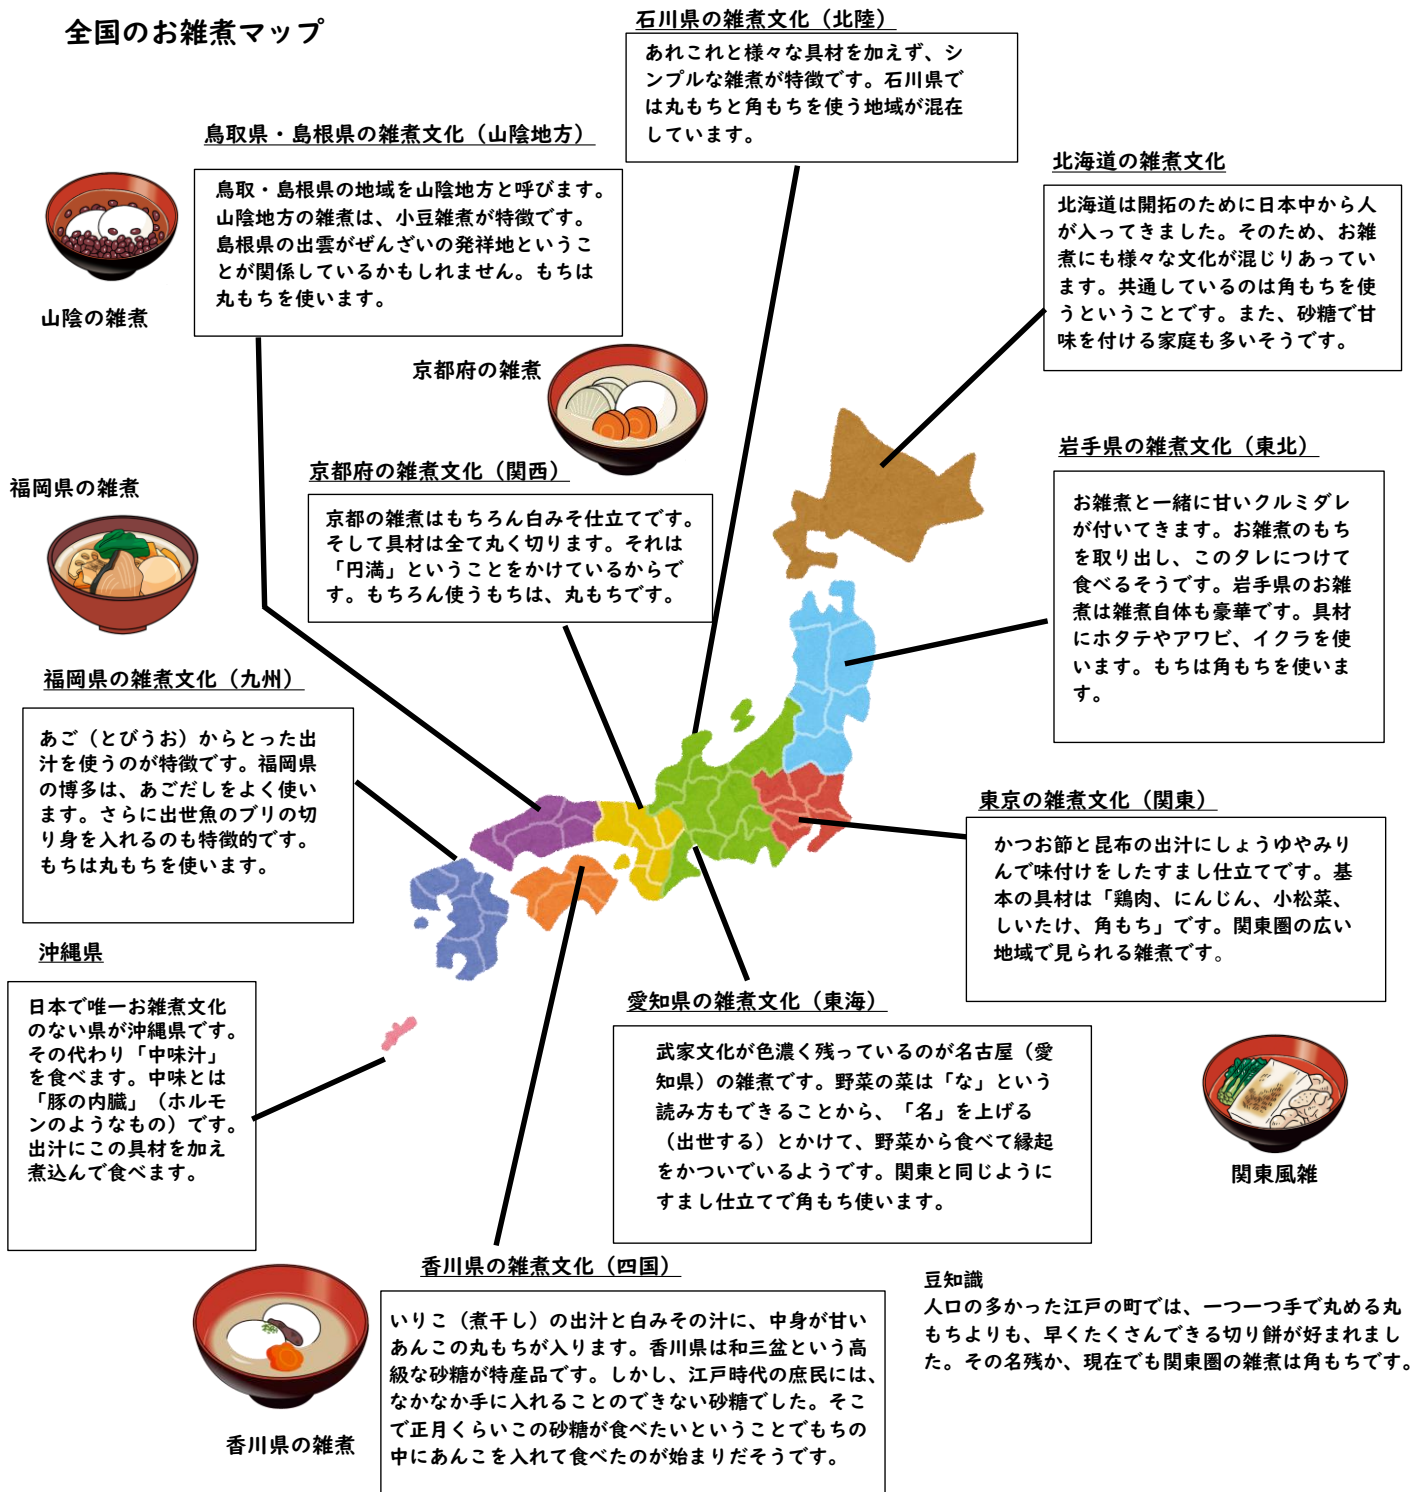 全国のお雑煮マップ
石川県の雑煮文化（北陸）
あれこれと様々な具材を加えず、シ
ンプルな雑煮が特徴です。石川県で
は丸もちと角もちを使う地域が混在
しています。
鳥取県・島根県の雑煮文化（山陰地方）
鳥取・島根県の地域を山陰地方と呼びます。
山陰地方の雑煮は、小豆雑煮が特徴です。
島根県の出雲がぜんざいの発祥地というこ
とが関係しているかもしれません。もちは
丸もちを使います。
山陰の雑煮
北海道の雑煮文化
北海道は開拓のために日本中から人
が入ってきました。そのため、お雑
煮にも様々な文化が混じりあってい
ます。共通しているのは角もちを使
うということです。また、砂糖で甘
味を付ける家庭も多いそうです。
京都府の雑煮
京都府の雑煮文化（関西）
京都の雑煮はもちろん白みそ仕立てです。
そして具材は全て丸く切ります。それは
「円満」ということをかけているからで
す。もちろん使うもちは、丸もちです。
岩手県の雑煮文化（東北）
お雑煮と一緒に甘いクルミダレ
が付いてきます。お雑煮のもち
を取り出し、このタレにつけて
食べるそうです。岩手県のお雑
煮は雑煮自体も豪華です。具材
にホタテやアワビ、イクラを使
います。もちは角もちを使いま
す。
福岡県の雑煮
福岡県の雑煮文化（九州）
あご（とびうお）からとった出
汁を使うのが特徴です。福岡県
の博多は、あごだしをよく使い
ます。さらに出世魚のブリの切
り身を入れるのも特徴的です。
もちは丸もちを使います。
東京の雑煮文化（関東）
かつお節と昆布の出汁にしょうゆやみり
んで味付けをしたすまし仕立てです。基
本の具材は「鶏肉、にんじん、小松菜、
しいたけ、角もち」です。関東圏の広い
地域で見られる雑煮です。
沖縄県
日本で唯一お雑煮文化
のない県が沖縄県です。
その代わり「中味汁」
を食べます。中味とは
「豚の内臓」（ホルモ
ンのようなもの）です。
出汁にこの具材を加え
煮込んで食べます。
愛知県の雑煮文化（東海）
武家文化が色濃く残っているのが名古屋（愛
知県）の雑煮です。野菜の菜は「な」という
読み方もできることから、「名」を上げる
（出世する）とかけて、野菜から食べて縁起
をかついでいるようです。関東と同じように
すまし仕立てで角もち使います。
関東風雑
香川県の雑煮文化（四国）
いりこ（煮干し）の出汁と白みその汁に、中身が甘い
あんこの丸もちが入ります。香川県は和三盆という高
級な砂糖が特産品です。しかし、江戸時代の庶民には、
なかなか手に入れることのできない砂糖でした。そこ
で正月くらいこの砂糖が食べたいということでもちの
中にあんこを入れて食べたのが始まりだそうです。
香川県の雑煮
豆知識
人口の多かった江戸の町では、一つ一つ手で丸める丸
もちよりも、早くたくさんできる切り餅が好まれまし
た。その名残か、現在でも関東圏の雑煮は角もちです。